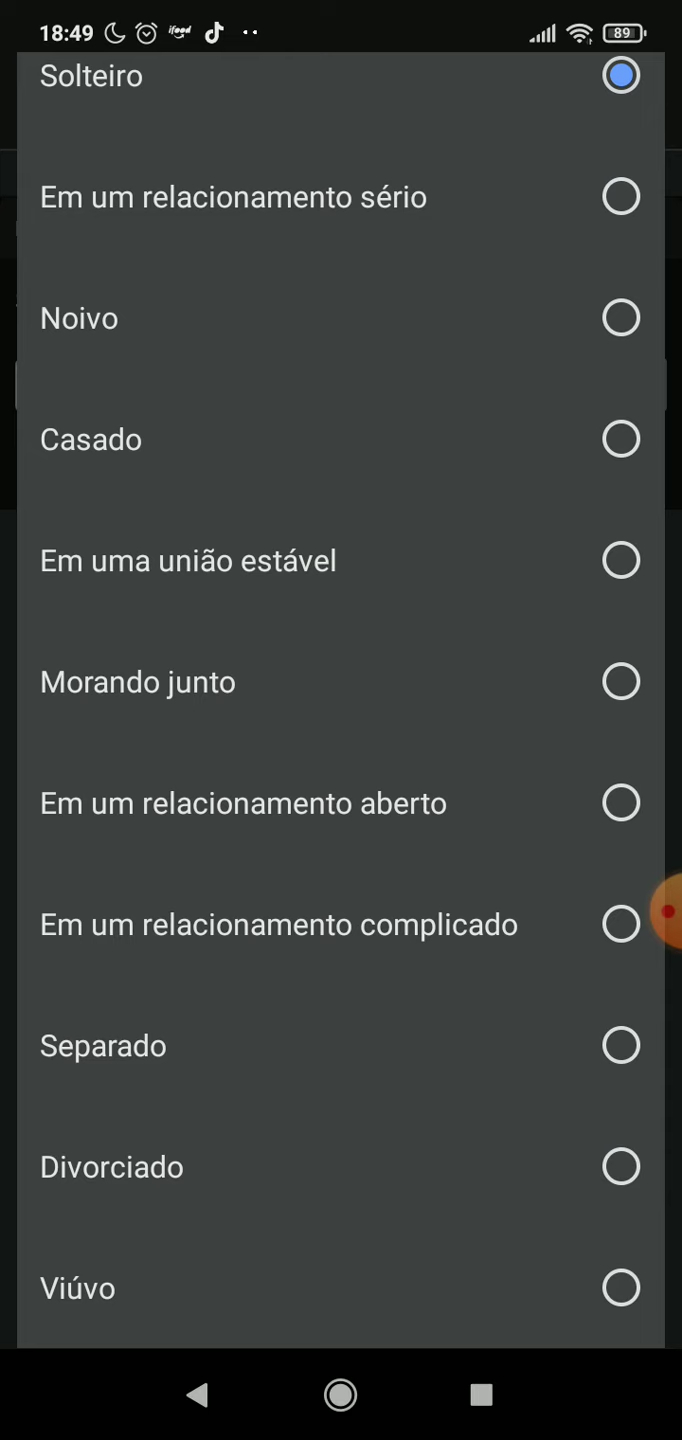 18:49 ifood 89
Solteiro
Em um relacionamento sério
Noivo
Casado
Em uma união estável
Morando junto
Em um relacionamento aberto
Em um relacionamento complicado
Separado
Divorciado
Viúvo